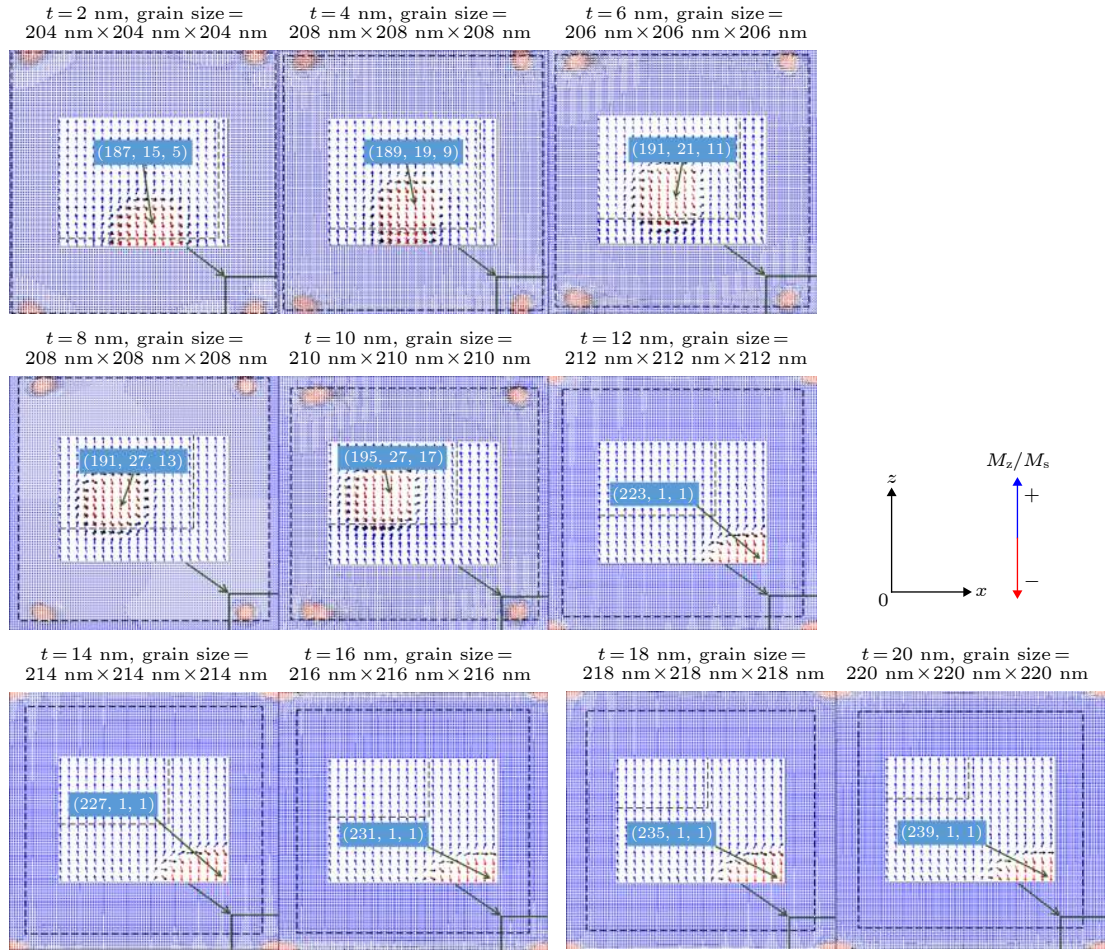 t=2 nm, grain size=
204 nm×204 nm×204 nm
t=4 nm, grain size=
208 nm×208 nm×208 nm
t=6 nm, grain size=
206 nm×206 nm×206 nm
(187, 15, 5)
(189, 19, 9)
(191, 21, 11)
t=8 nm, grain size=
208 nm×208 nm×208 nm
t=10 nm, grain size=
210 nm×210 nm×210 nm
t=12 nm, grain size=
212 nm×212 nm×212 nm
(191, 27, 13)
(195, 27, 17)
(223, 1, 1)
Mz/Ms
z
+
−
0
x
t=14 nm, grain size=
214 nm×214 nm×214 nm
t=16 nm, grain size=
216 nm×216 nm×216 nm
t=18 nm, grain size=
218 nm×218 nm×218 nm
t=20 nm, grain size=
220 nm×220 nm×220 nm
(227, 1, 1)
(231, 1, 1)
(235, 1, 1)
(239, 1, 1)